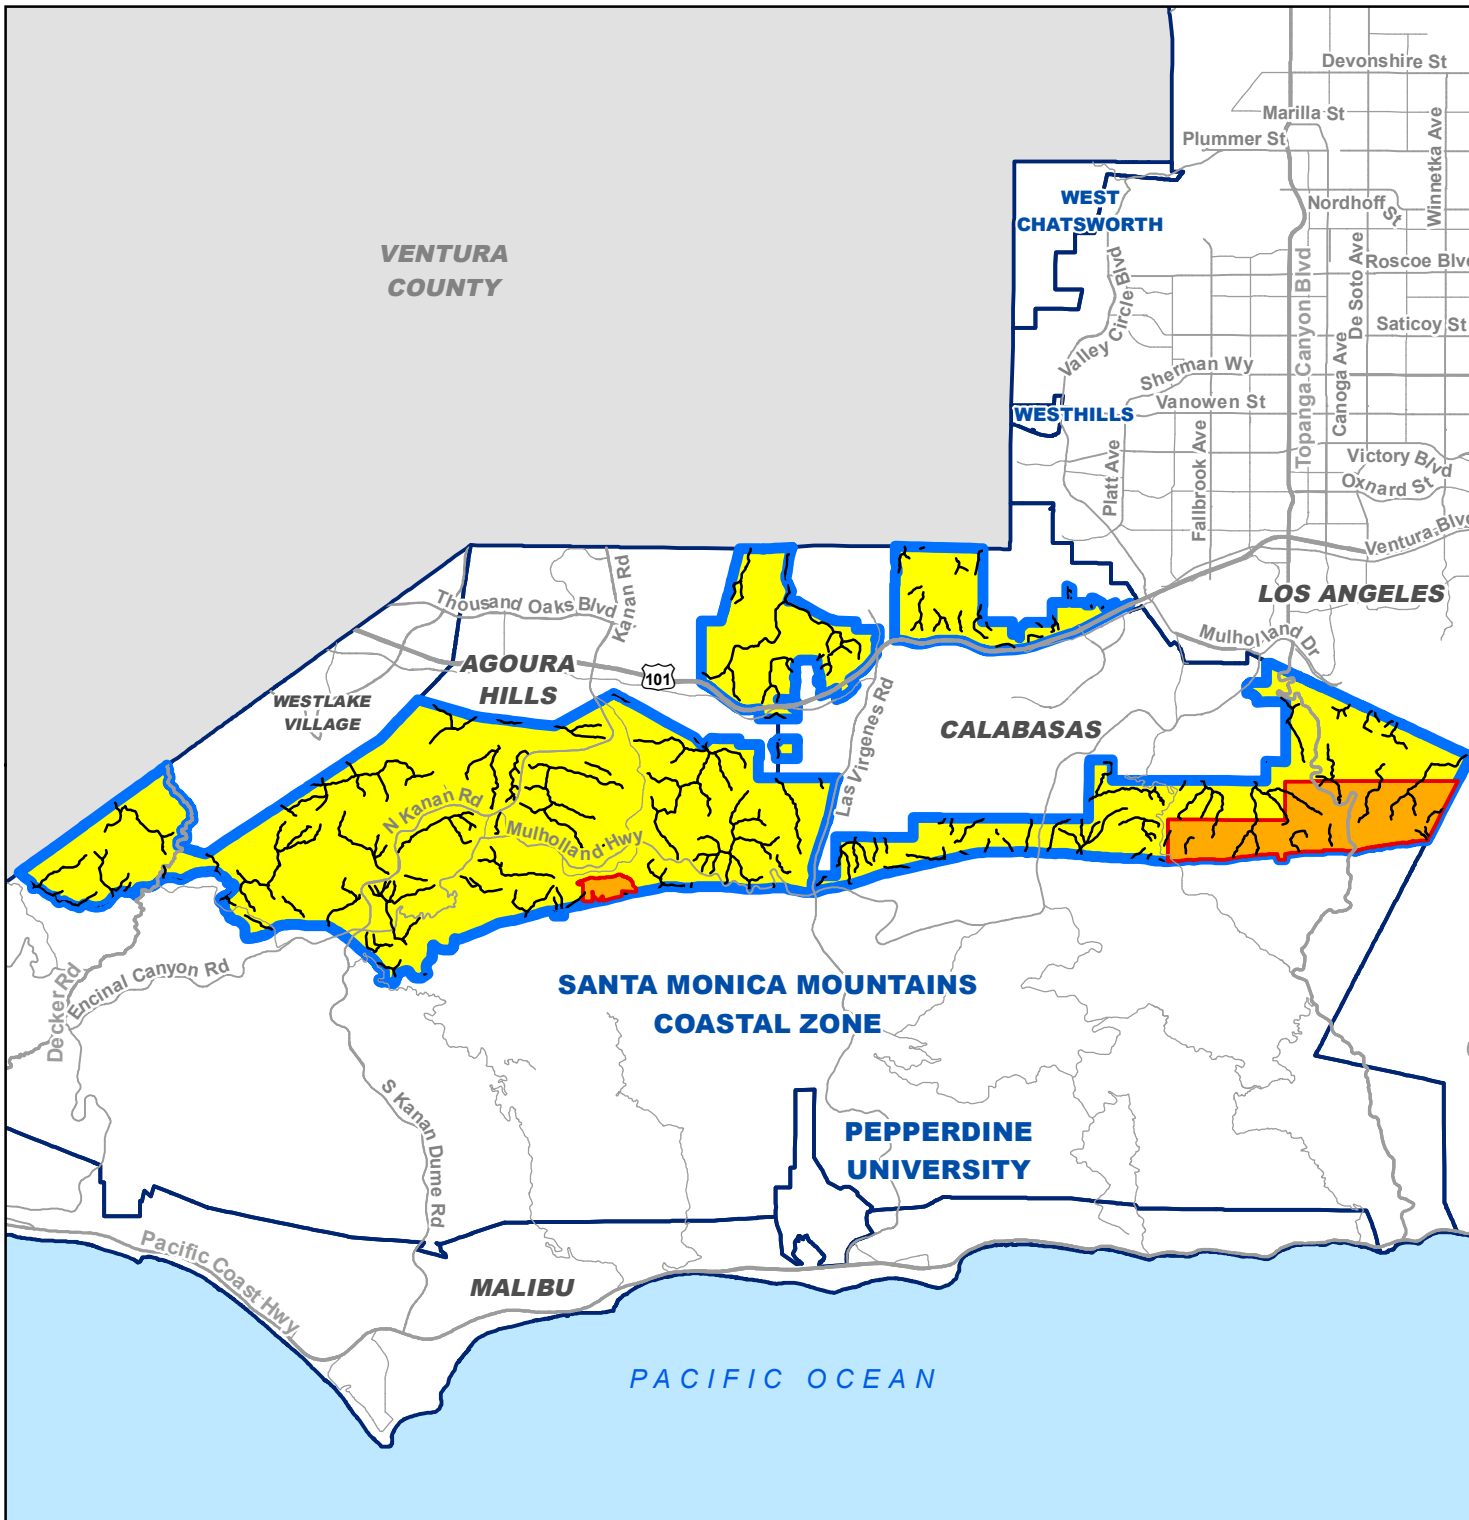 Devonshire St
Marilla St
Plummer St
Winnetka Ave
WEST
CHATSWORTH
Nordhoff St
VENTURA
COUNTY
Valley Circle Blvd
Topanga Canyon Blvd
De Soto Ave
Roscoe Blvd
Saticoy St
Canoga Ave
Sherman Wy
Vanowen St
WESTHILLS
Platt Ave
Fallbrook Ave
Victory Blvd
Oxnard St
Ventura Blvd
LOS ANGELES
Mulholland Dr
Thousand Oaks Blvd
Kanan Rd
AGOURA
HILLS
101
WESTLAKE
VILLAGE
Las Virgenes Rd
CALABASAS
N Kanan Rd
Mulholland Hwy
Decker Rd
Encinal Canyon Rd
SANTA MONICA MOUNTAINS
COASTAL ZONE
S Kanan Dume Rd
PEPPERDINE
UNIVERSITY
Pacific Coast Hwy
MALIBU
PACIFIC OCEAN